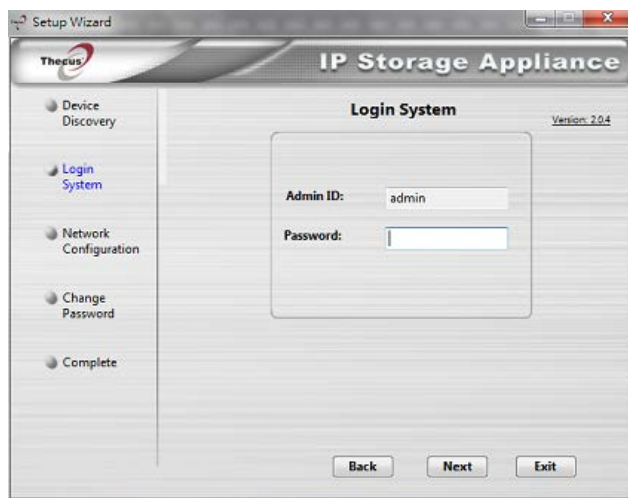 Setup Wizard
Thecus
IP Storage Appliance
Device
Discovery
Login
System
Network
Configuration
Change
Password
Complete
Login System
Version: 2.0.4
Admin ID:
admin
Password:
Back
Next
Exit